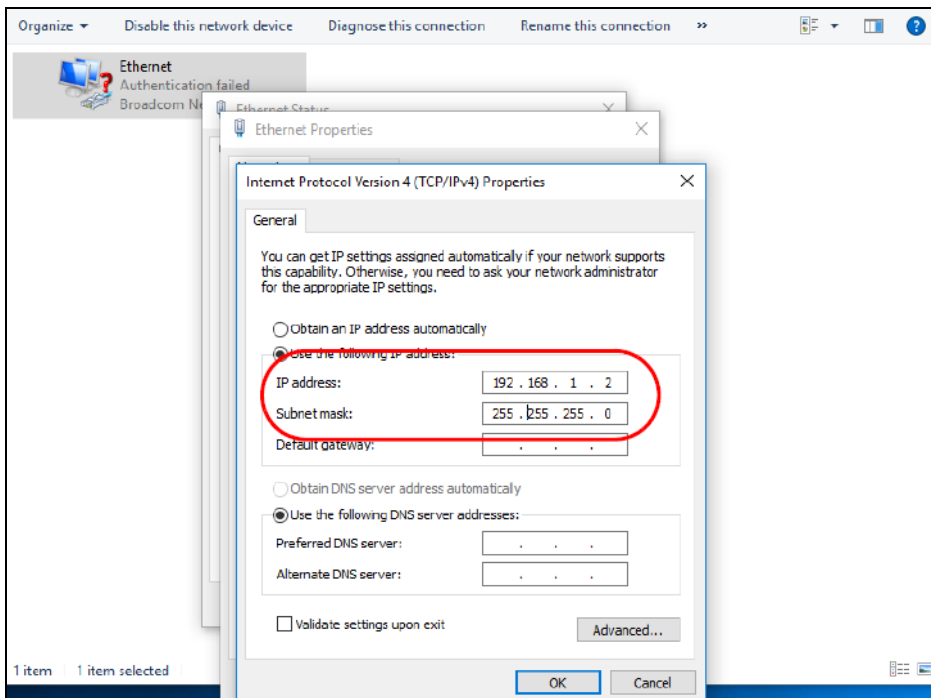 Organize
Disable this network device
Diagnose this connection
Rename this connection
»
?
Ethernet
Authentication failed
Broadcom
Ethernet Status
Ethernet Properties
Internet Protocol Version 4 (TCP/IPv4) Properties
General
You can get IP settings assigned automatically if your network supports
this capability. Otherwise, you need to ask your network administrator
for the appropriate IP settings.
Obtain an IP address automatically
Use the following IP address:
IP address:
192 . 168 . 1 . 2
Subnet mask:
255 . 255 . 255 . 0
Default gateway:
. . .
Obtain DNS server address automatically
Use the following DNS server addresses:
Preferred DNS server:
. . .
Alternate DNS server:
. . .
Validate settings upon exit
Advanced...
1 item
1 item selected
OK
Cancel